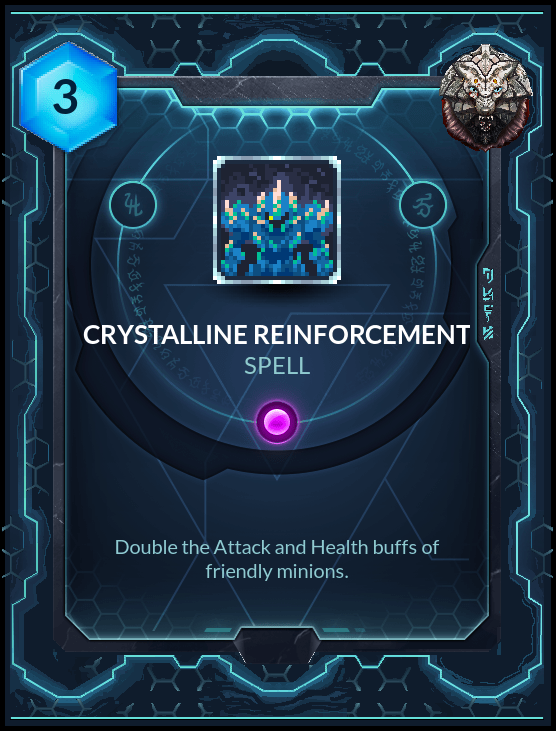 3
CRYSTALLINE REINFORCEMENT
SPELL
Double the Attack and Health buffs of
friendly minions.